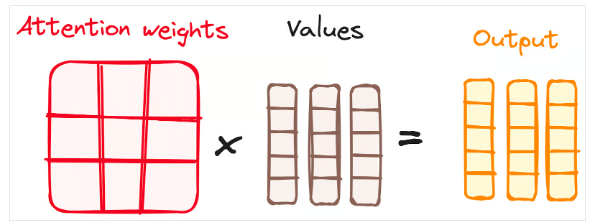 Attention weights
Values
Output
×
=